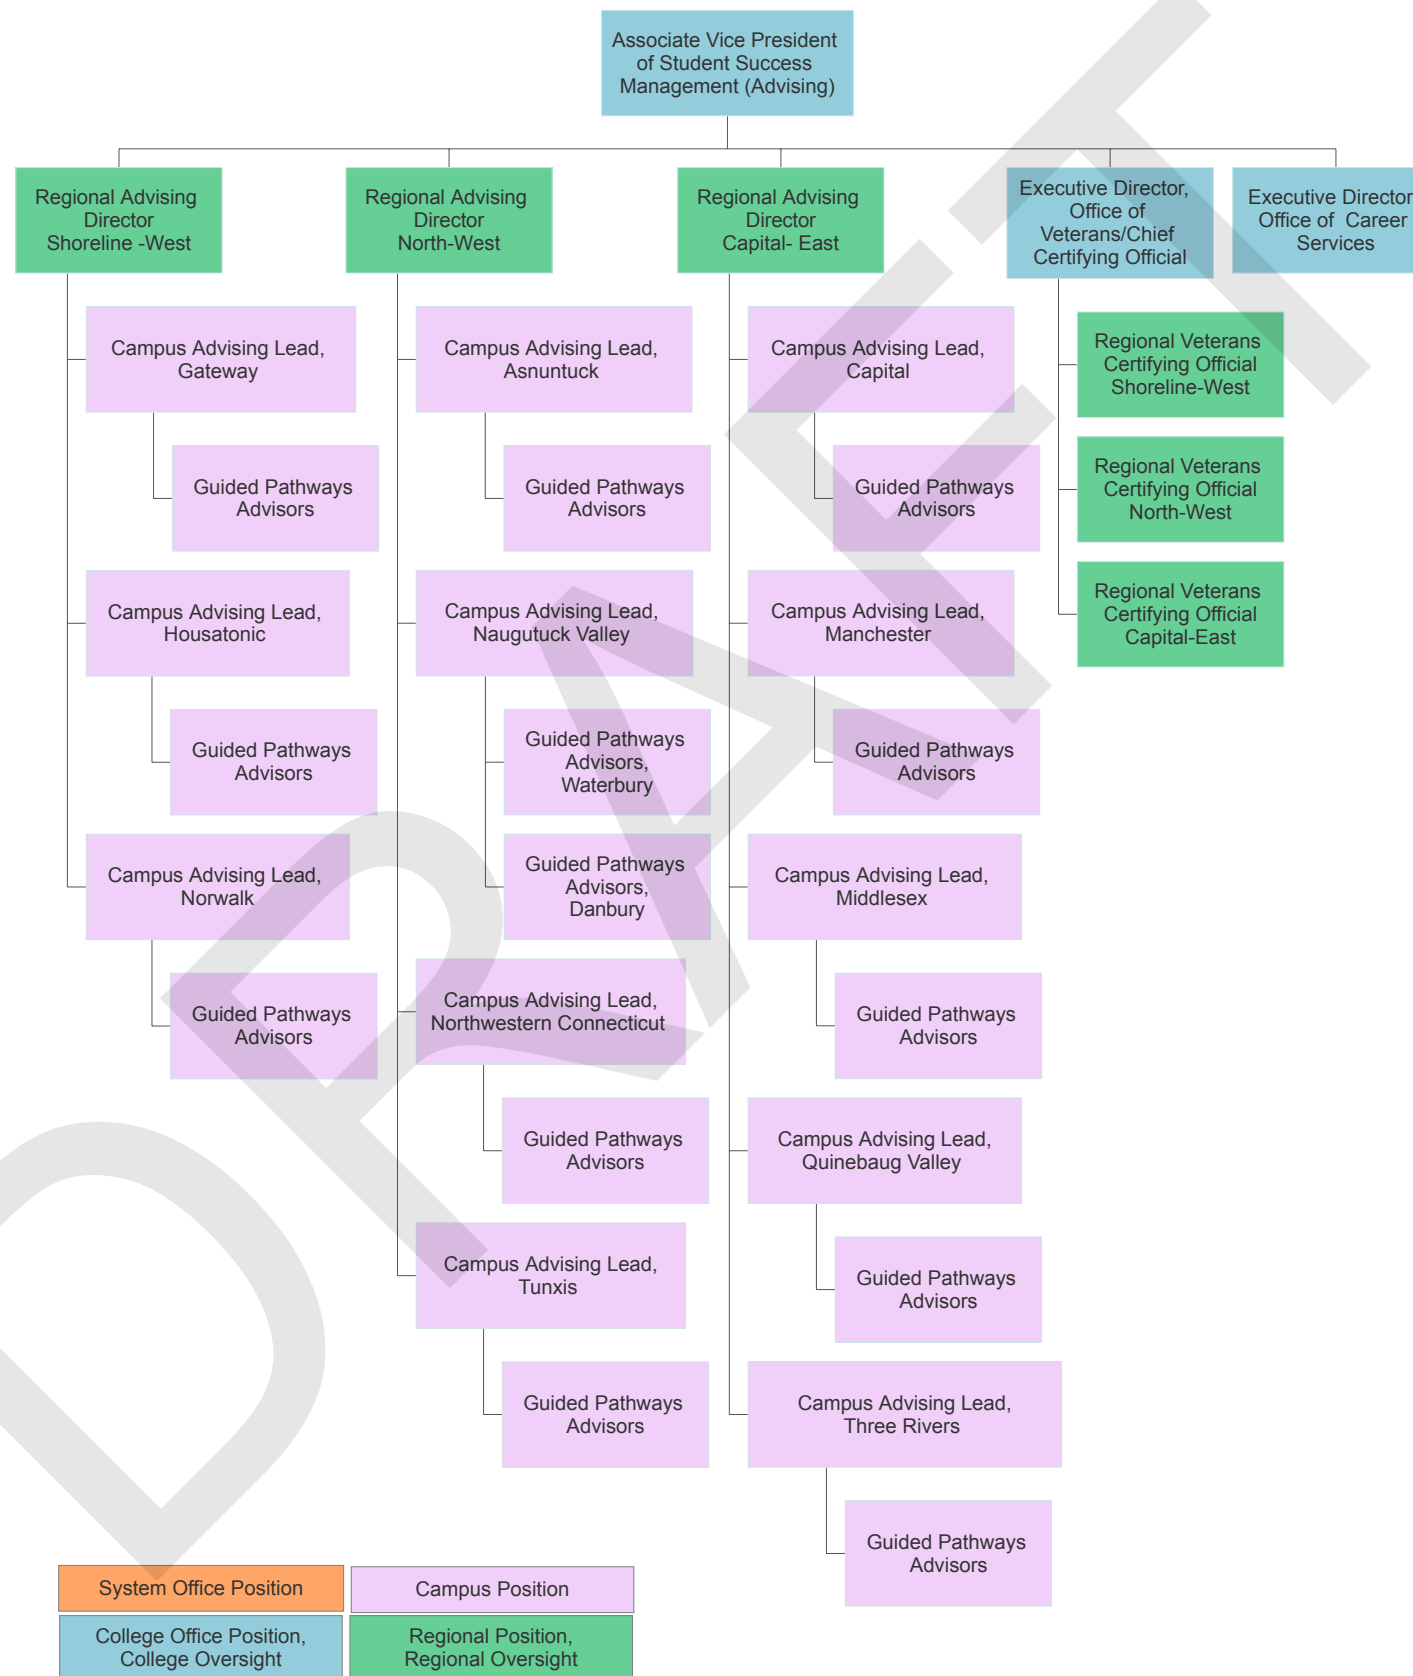 Associate Vice President
of Student Success
Management (Advising)
Regional Advising
Director
Shoreline -West
Regional Advising
Director
North-West
Regional Advising
Director
Capital- East
Executive Director,
Office of
Veterans/Chief
Certifying Official
Executive Director
Office of Career
Services
Campus Advising Lead,
Gateway
Guided Pathways
Advisors
Campus Advising Lead,
Housatonic
Guided Pathways
Advisors
Campus Advising Lead,
Norwalk
Guided Pathways
Advisors
Campus Advising Lead,
Asnuntuck
Guided Pathways
Advisors
Campus Advising Lead,
Naugutuck Valley
Guided Pathways
Advisors,
Waterbury
Guided Pathways
Advisors,
Danbury
Campus Advising Lead,
Northwestern Connecticut
Guided Pathways
Advisors
Campus Advising Lead,
Tunxis
Guided Pathways
Advisors
Campus Advising Lead,
Capital
Guided Pathways
Advisors
Campus Advising Lead,
Manchester
Guided Pathways
Advisors
Campus Advising Lead,
Middlesex
Guided Pathways
Advisors
Campus Advising Lead,
Quinebaug Valley
Guided Pathways
Advisors
Campus Advising Lead,
Three Rivers
Guided Pathways
Advisors
Regional Veterans
Certifying Official
Shoreline-West
Regional Veterans
Certifying Official
North-West
Regional Veterans
Certifying Official
Capital-East
System Office Position
Campus Position
College Office Position,
College Oversight
Regional Position,
Regional Oversight
DRAFT